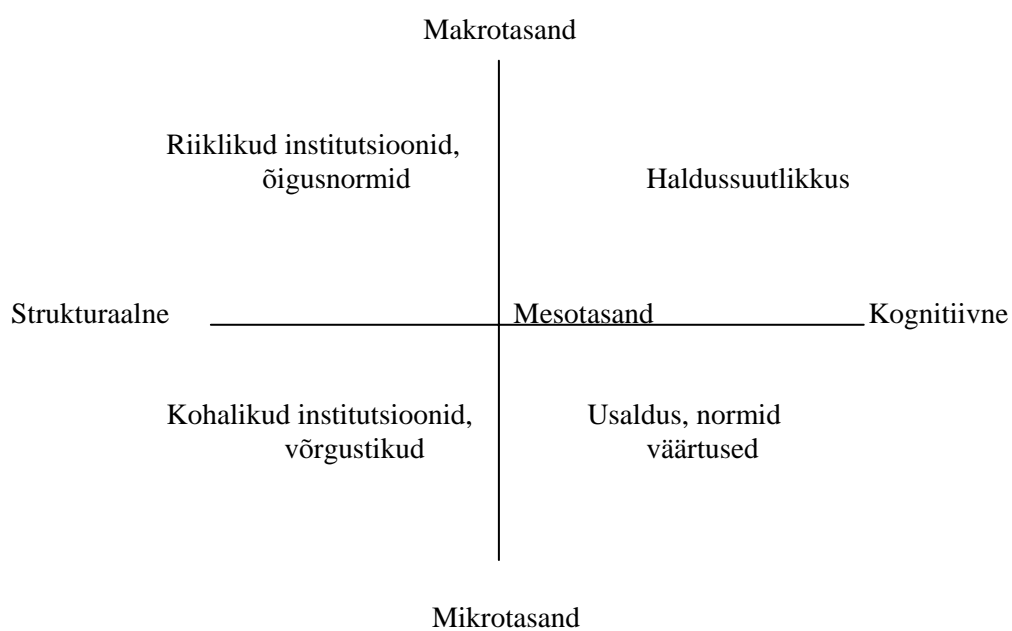 Makrotasand
Riiklikud institutsioonid,
õigusnormid
Haldussuutlikkus
Strukturaalne
Mesotasand
Kognitiivne
Kohalikud institutsioonid,
võrgustikud
Usaldus, normid
väärtused
Mikrotasand